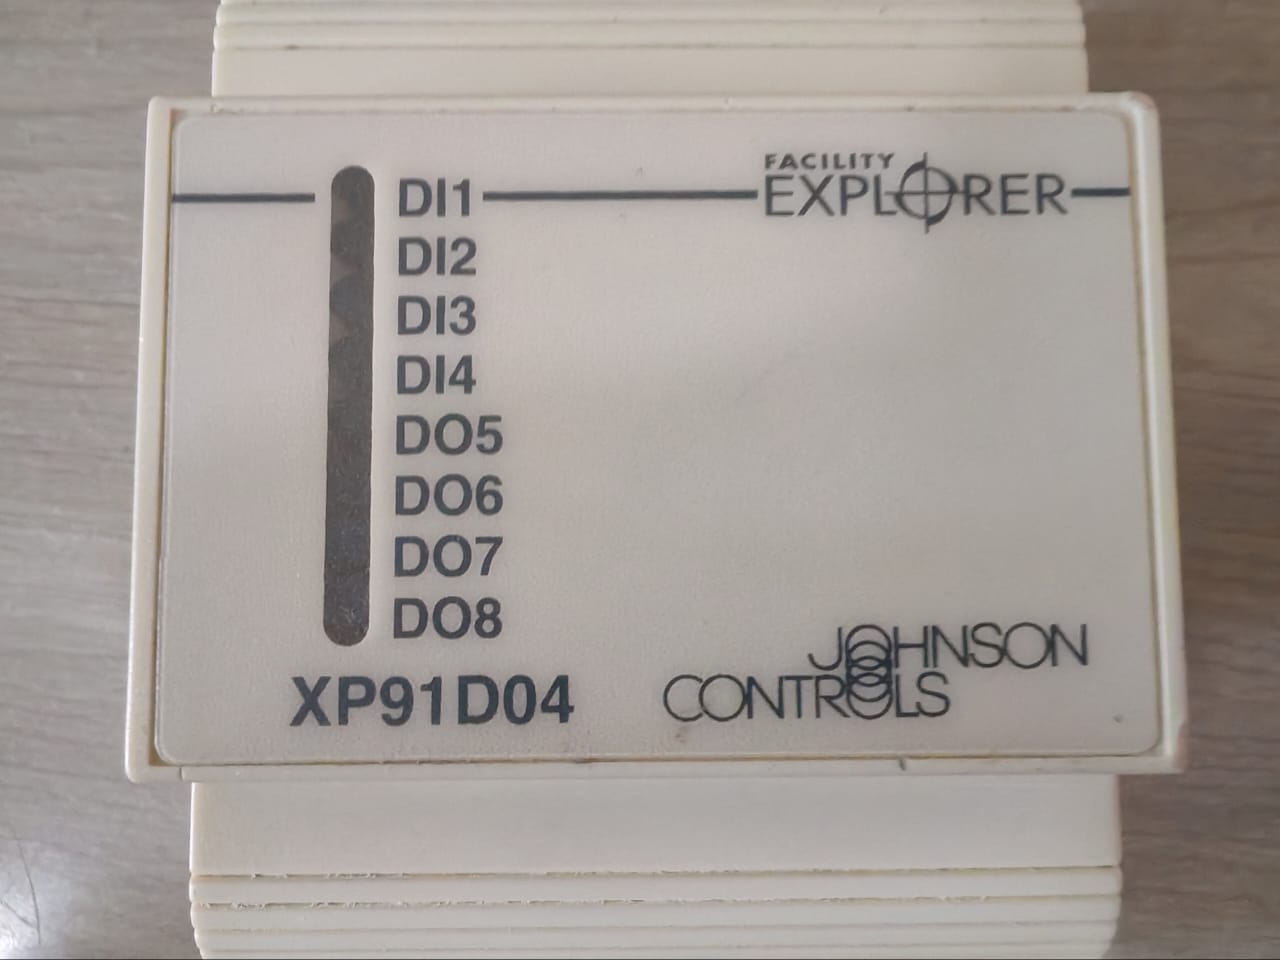 FACILITY
EXPLORER
DI1
DI2
DI3
DI4
DO5
DO6
DO7
DO8
XP91D04
JOHNSON
CONTROLS